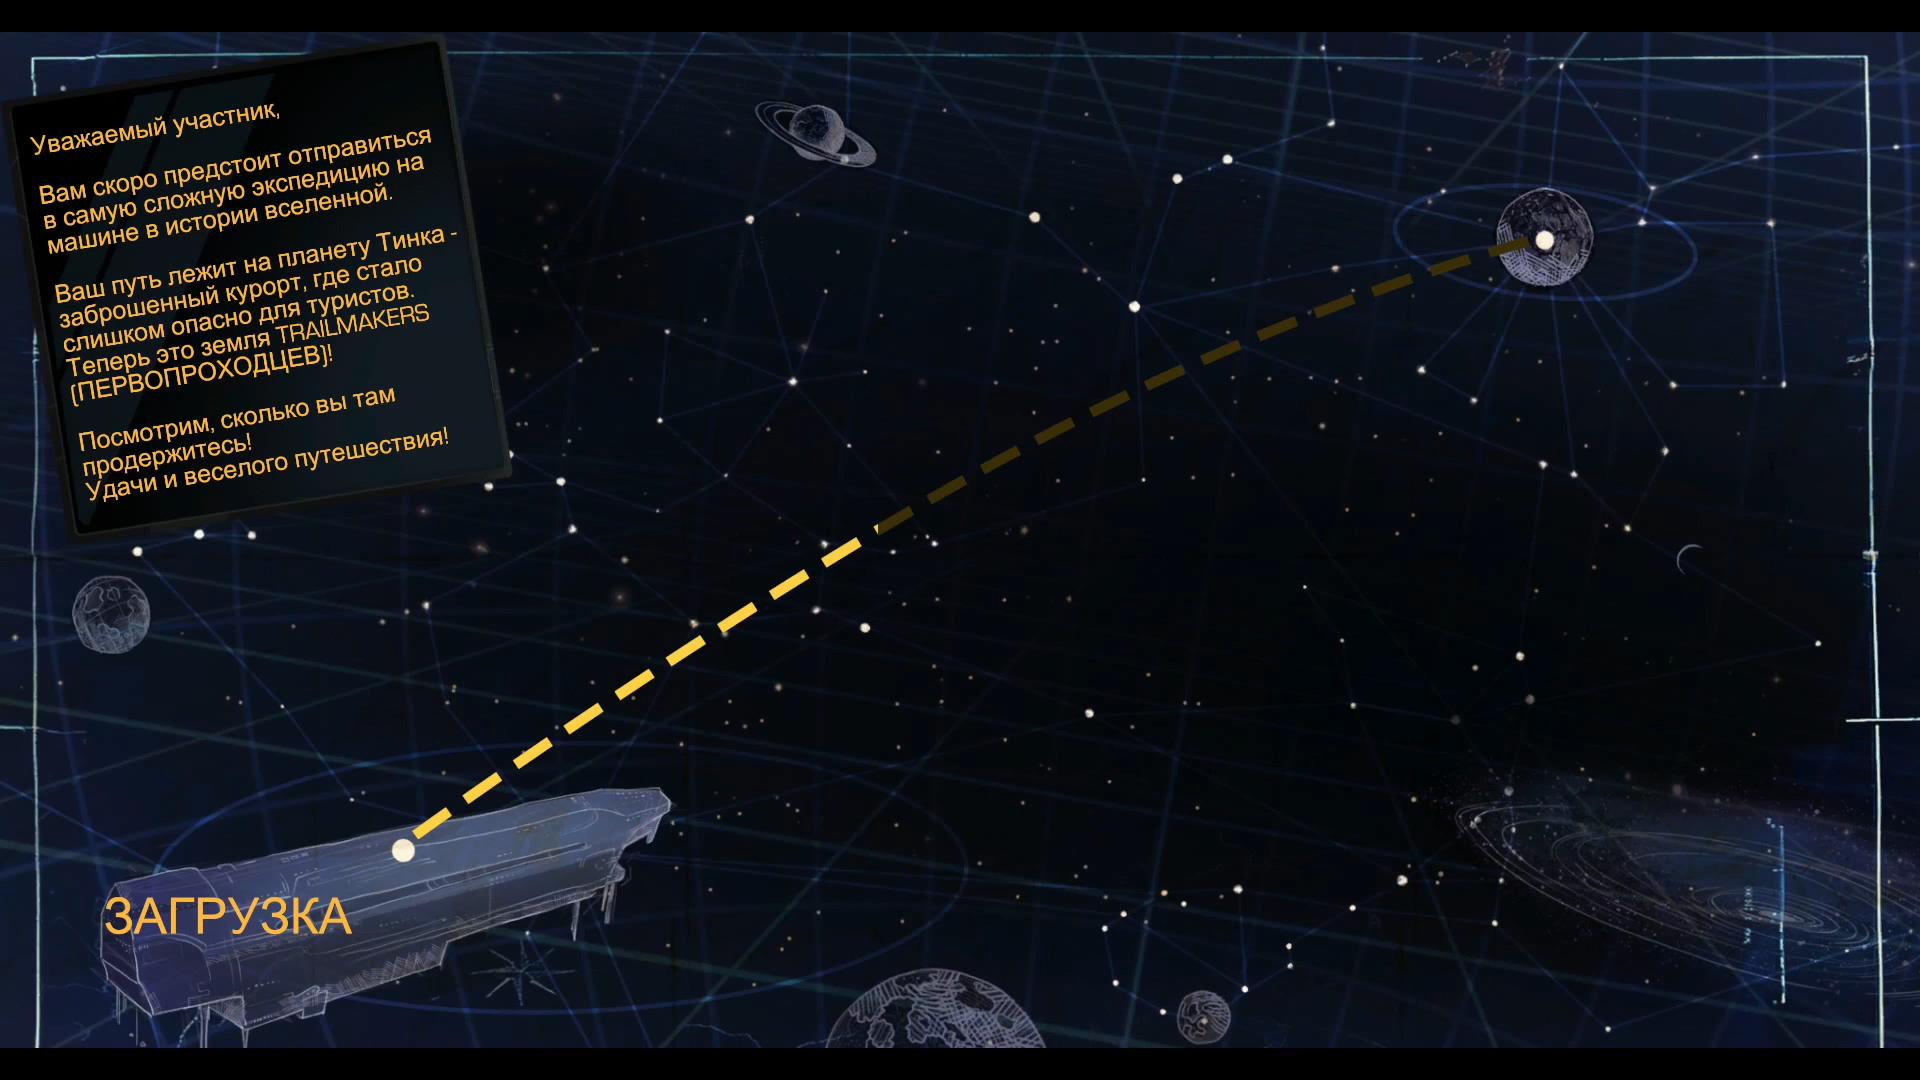 Уважаемый участник,
Вам скоро предстоит отправиться
в самую сложную экспедицию на
машине в истории вселенной.
Ваш путь лежит на планету Тинка -
заброшенный курорт, где стало
слишком опасно для туристов.
Теперь это земля TRAILMAKERS
(ПЕРВОПРОХОДЦЕВ)!
Посмотрим, сколько вы там
продержитесь!
Удачи и веселого путешествия!
ЗАГРУЗКА